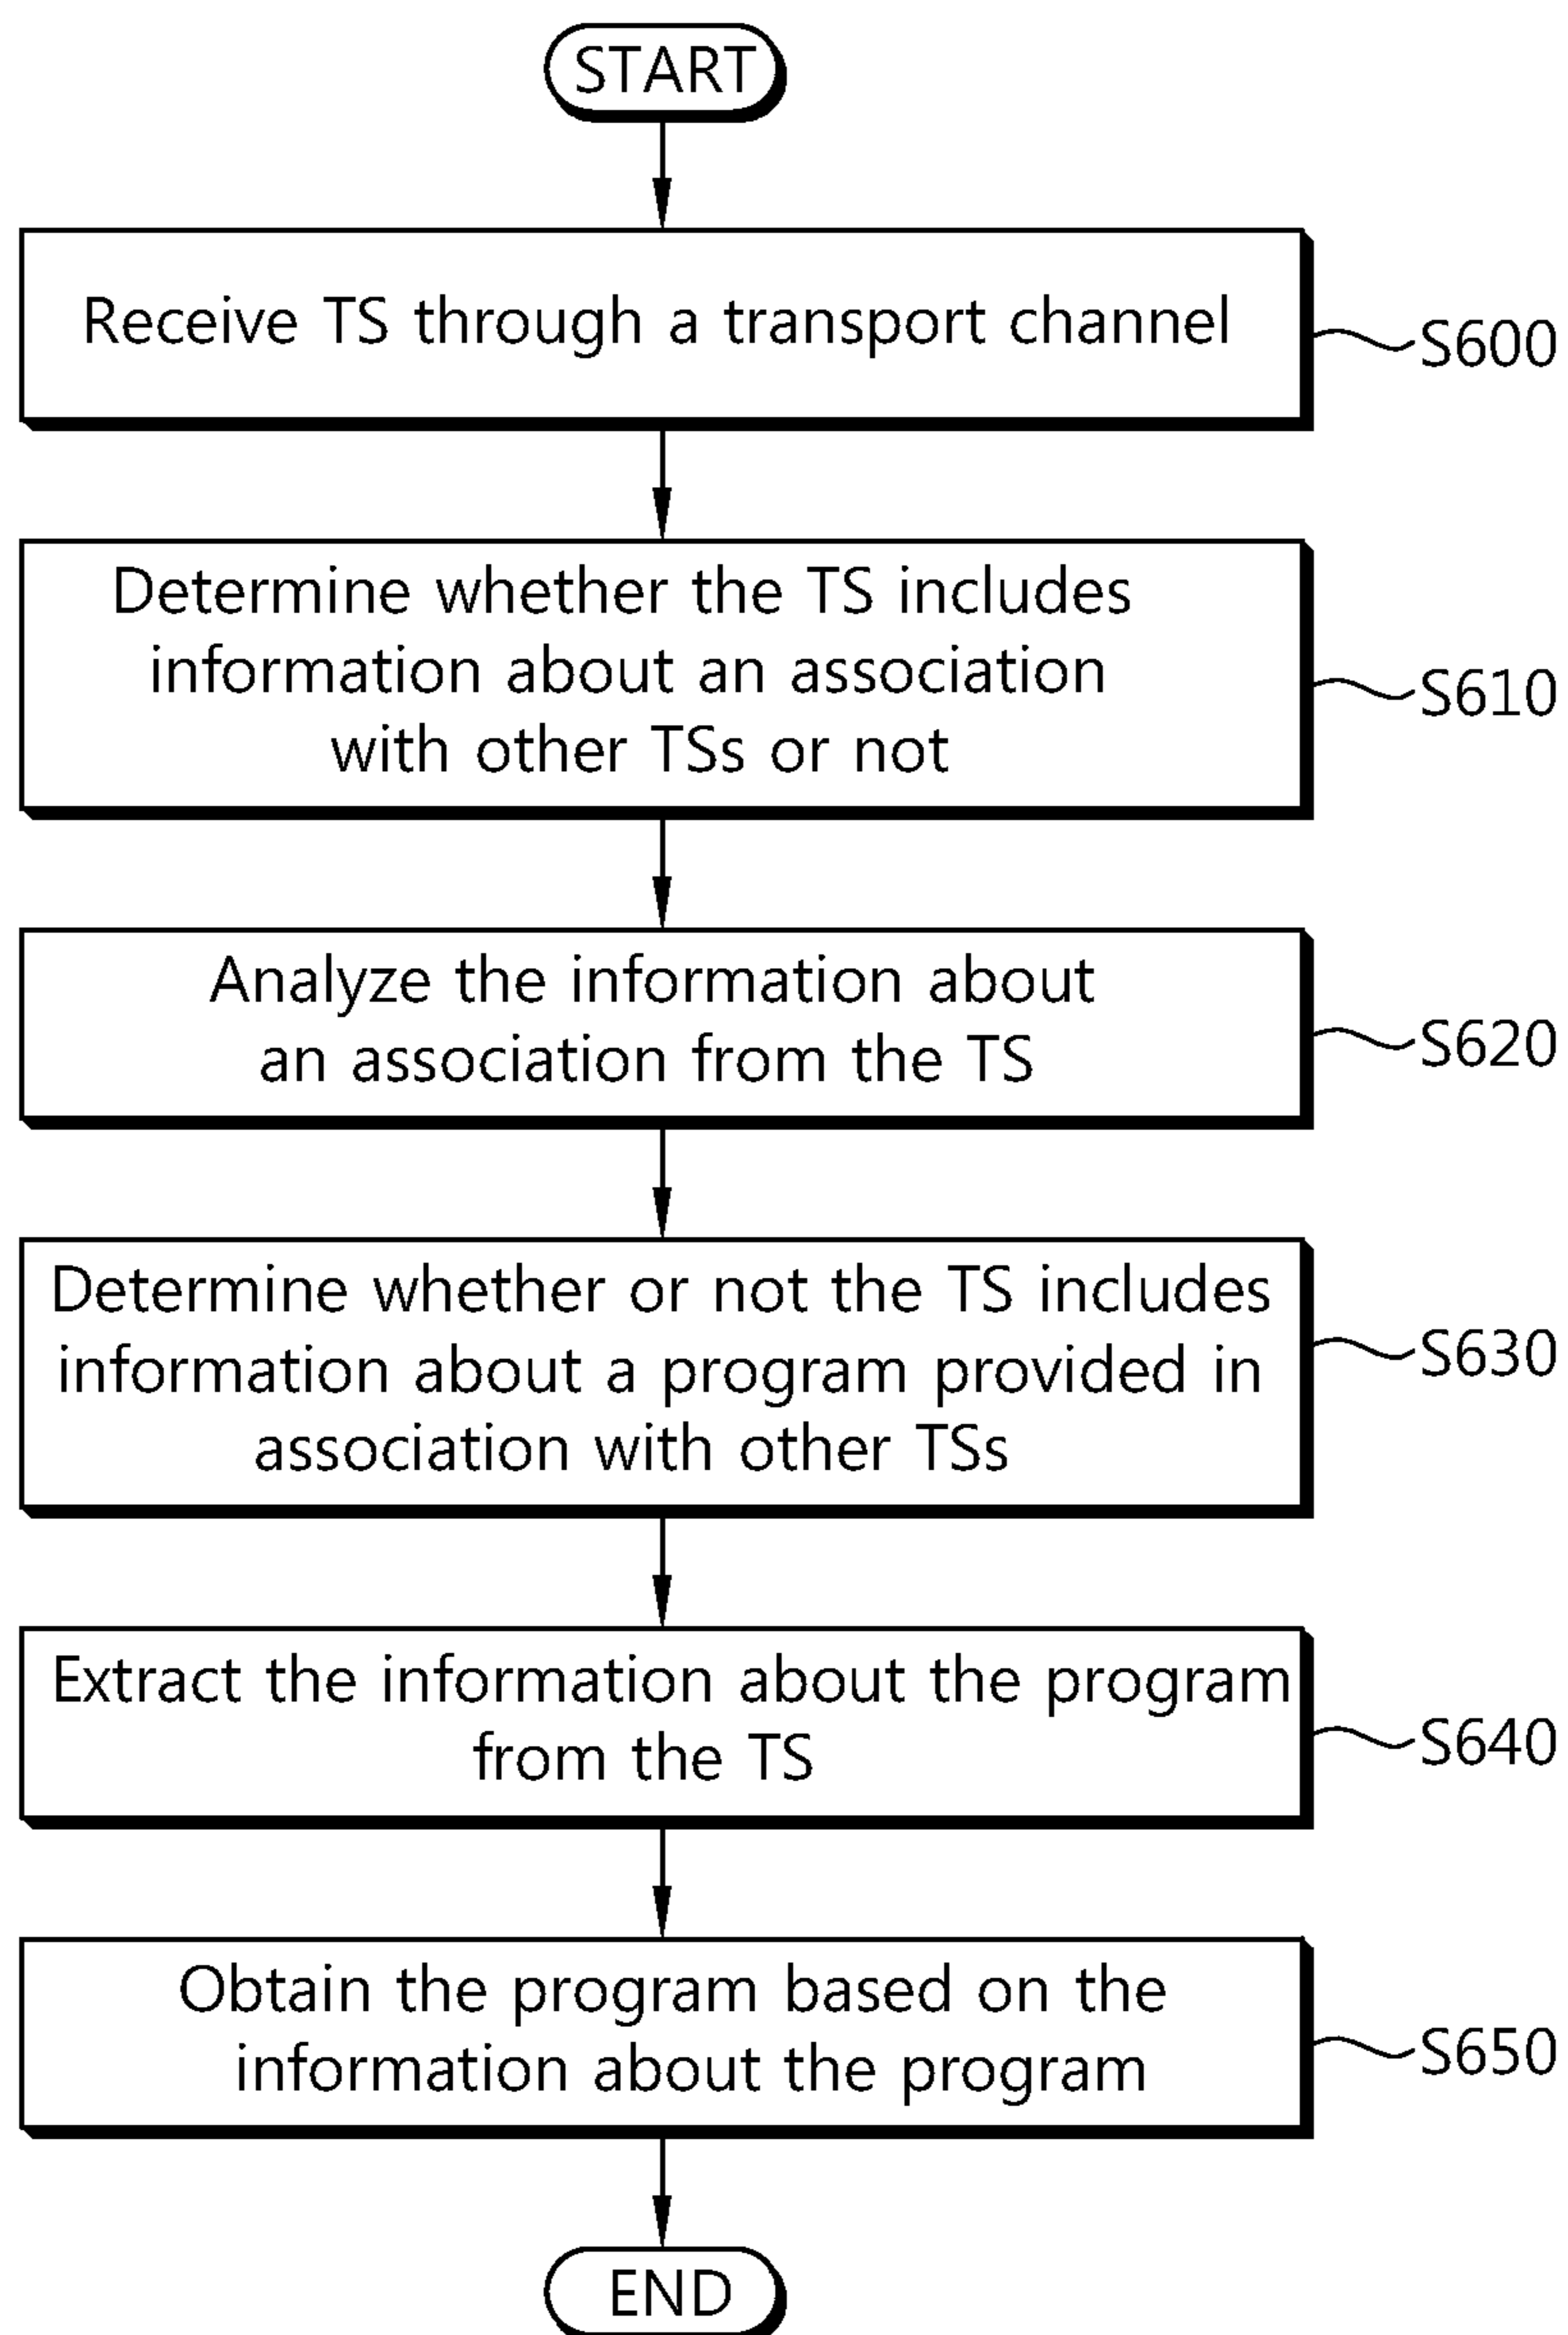 START
Receive TS through a transport channel
S600
Determine whether the TS includes
information about an association
with other TSs or not
S610
Analyze the information about
an association from the TS
S620
Determine whether or not the TS includes
information about a program provided in
association with other TSs
S630
Extract the information about the program
from the TS
S640
Obtain the program based on the
information about the program
S650
END